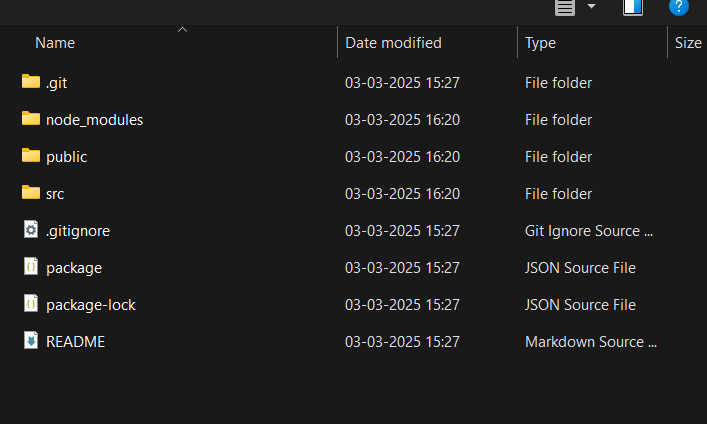 Name Date modified Type Size
.git 03-03-2025 15:27 File folder
node_modules 03-03-2025 16:20 File folder
public 03-03-2025 16:20 File folder
src 03-03-2025 16:20 File folder
.gitignore 03-03-2025 15:27 Git Ignore Source ...
package 03-03-2025 15:27 JSON Source File
package-lock 03-03-2025 15:27 JSON Source File
README 03-03-2025 15:27 Markdown Source ...